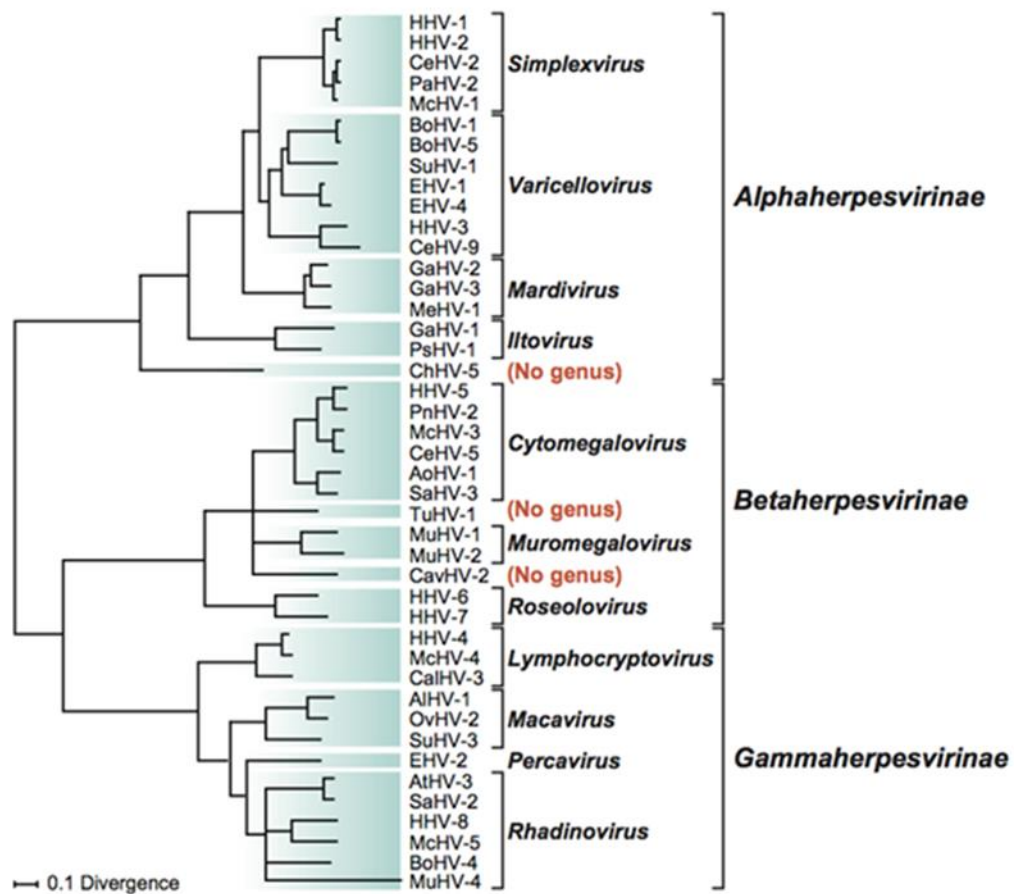 HHV-1
HHV-2
CeHV-2
PaHV-2
McHV-1
Simplexvirus
BoHV-1
BoHV-5
SuHV-1
EHV-1
EHV-4
HHV-3
CeHV-9
Varicellovirus
GaHV-2
GaHV-3
MeHV-1
Mardivirus
GaHV-1
PsHV-1
Iltovirus
ChHV-5
(No genus)
Alphaherpesvirinae
HHV-5
PnHV-2
McHV-3
CeHV-5
AoHV-1
SaHV-3
Cytomegalovirus
TuHV-1
(No genus)
MuHV-1
MuHV-2
Muromegalovirus
CavHV-2
(No genus)
HHV-6
HHV-7
Roseolovirus
Betaherpesvirinae
HHV-4
McHV-4
CalHV-3
Lymphocryptovirus
AlHV-1
OvHV-2
SuHV-3
Macavirus
EHV-2
Percavirus
AtHV-3
SaHV-2
HHV-8
McHV-5
BoHV-4
MuHV-4
Rhadinovirus
Gammaherpesvirinae
0.1 Divergence